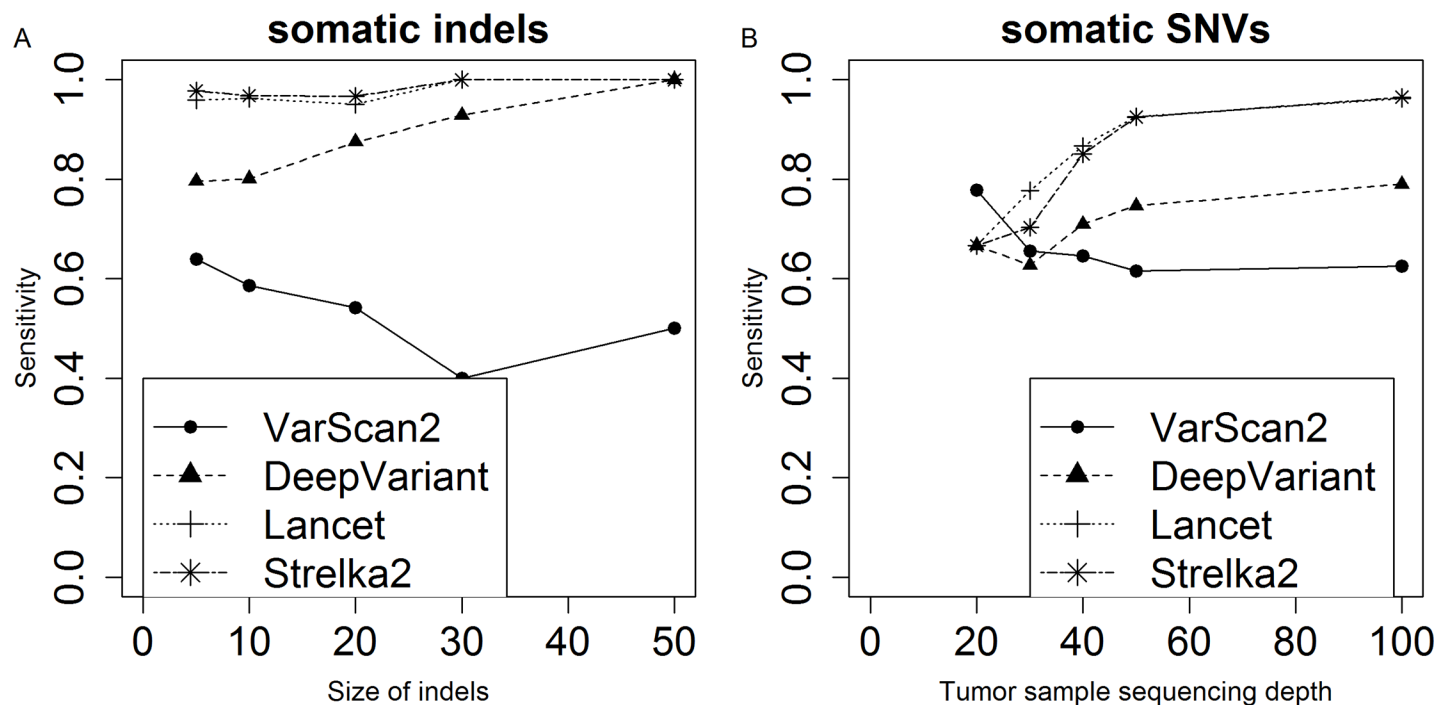 A
somatic indels
Sensitivity
0.0 0.2 0.4 0.6 0.8 1.0
VarScan2
DeepVariant
Lancet
Strelka2
0 10 20 30 40 50
Size of indels
B
somatic SNVs
Sensitivity
0.0 0.2 0.4 0.6 0.8 1.0
VarScan2
DeepVariant
Lancet
Strelka2
0 20 40 60 80 100
Tumor sample sequencing depth